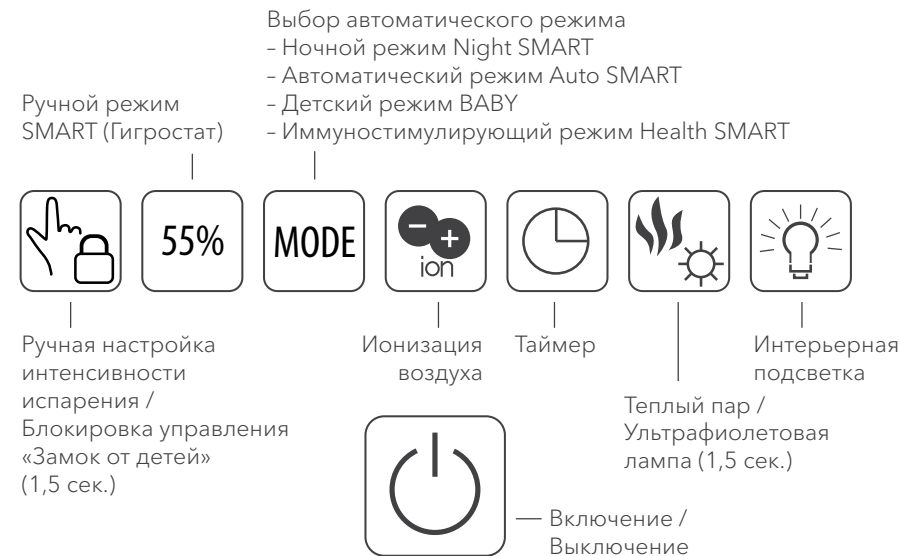 Выбор автоматического режима
– Ночной режим Night SMART
– Автоматический режим Auto SMART
– Детский режим BABY
– Иммуностимулирующий режим Health SMART
Ручной режим
SMART (Гигростат)
55%
MODE
ion
Ручная настройка
интенсивности
испарения /
Блокировка управления
«Замок от детей»
(1,5 сек.)
Ионизация
воздуха
Таймер
Теплый пар /
Ультрафиолетовая
лампа (1,5 сек.)
Интерьерная
подсветка
Включение /
Выключение